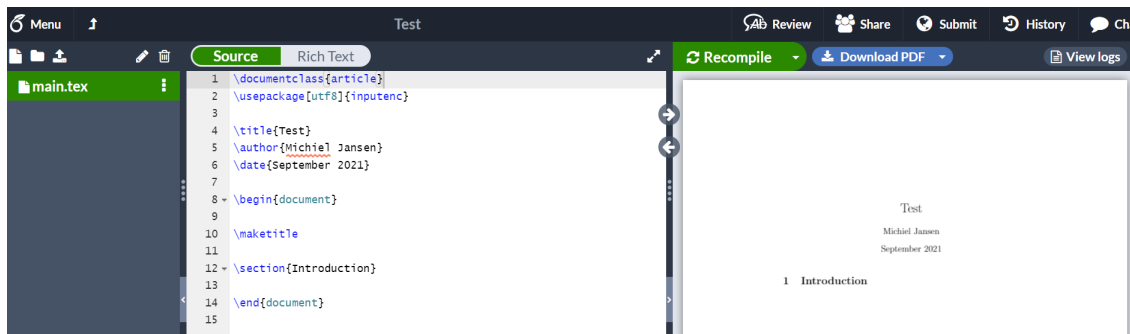 Menu
Test
Review
Share
Submit
History
Ch
Source
Rich Text
Recompile
Download PDF
View logs
main.tex
1 \documentclass{article}
2 \usepackage[utf8]{inputenc}
3
4 \title{Test}
5 \author{Michiel Jansen}
6 \date{September 2021}
7
8 \begin{document}
9
10 \maketitle
11
12 \section{Introduction}
13
14 \end{document}
15
Test
Michiel Jansen
September 2021
1 Introduction